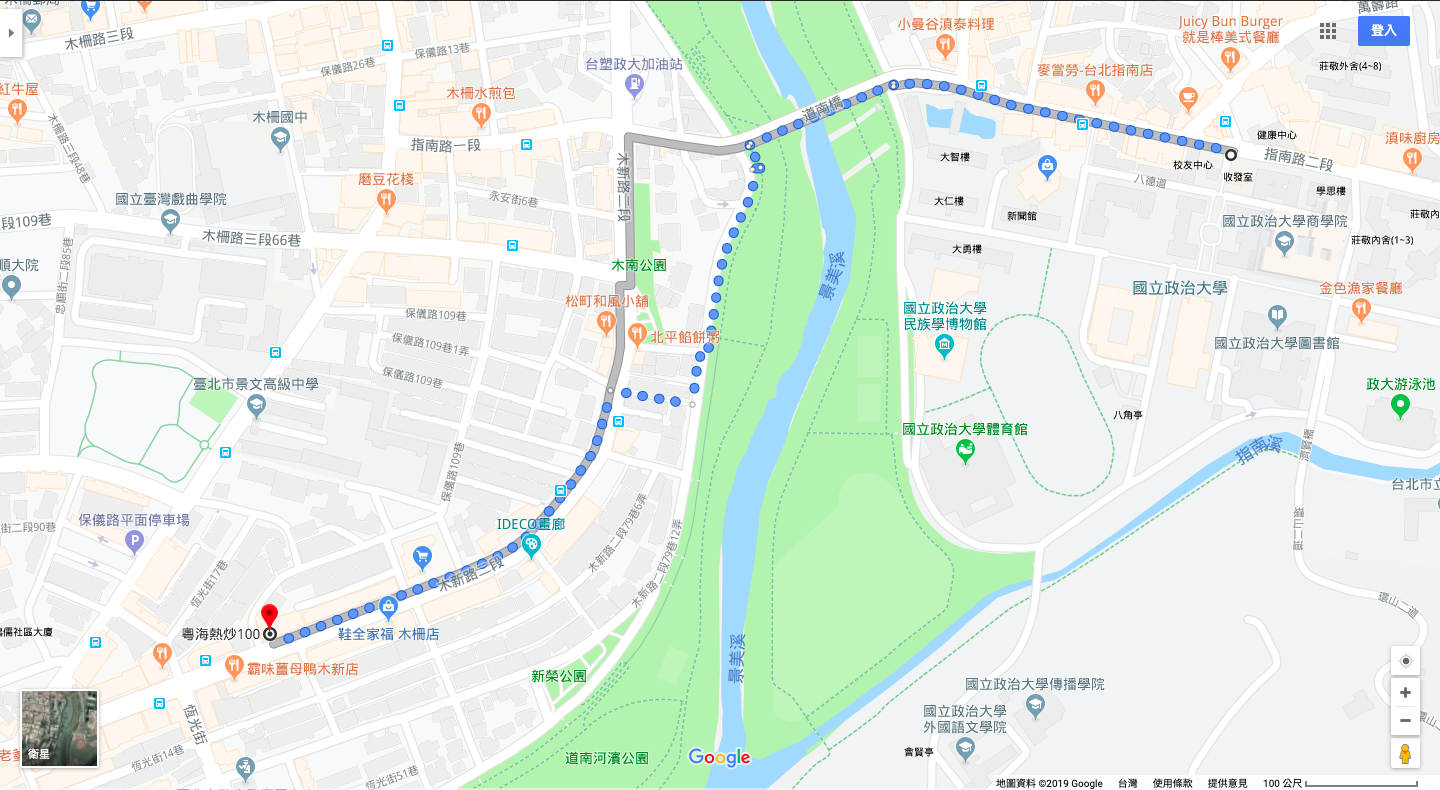 木柵路三段
保儀路13巷
保儀路26巷
台塑政大加油站
小曼谷滇泰料理
Juicy Bun Burger
就是棒美式餐廳
萬壽路
登入
莊敬外舍(4~8)
麥當勞-台北指南店
紅牛屋
木柵水煎包
木柵國中
木柵路三段48巷
指南路一段
道南橋
健康中心
指南路二段
滇味廚房
校友中心
收發室
大智樓
八德道
學思樓
木新路二段
磨豆花棧
永安街6巷
國立臺灣戲曲學院
大仁樓
新聞館
國立政治大學商學院
莊敬內
段109巷
木柵路三段66巷
莊敬內舍(1~3)
大勇樓
順大院
忠順街二段85巷
木南公園
景美溪
國立政治大學
金色漁家餐廳
松町和風小舖
國立政治大學
民族學博物館
保儀路109巷
北平餡餅粥
國立政治大學圖書館
保儀路109巷1弄
保儀路109巷
臺北市景文高級中學
政大游泳池
八角亭
國立政治大學體育館
指南溪
濟賢橋
保儀路109巷
台北市立
保儀路平面停車場
街二段90巷
IDECO畫廊
木新路二段79巷6弄
木新路二段79巷12弄
環山二道
恆光街17巷
木新路二段
環山一道
粵海熱炒100
鞋全家福 木柵店
霸味薑母鴨木新店
新榮公園
景美溪
國立政治大學傳播學院
國立政治大學
外國語文學院
恆光街
會賢亭
衛星
恆光街14巷
恆光街51巷
道南河濱公園
Google
地圖資料 ©2019 Google
台灣
使用條款
提供意見
100 公尺